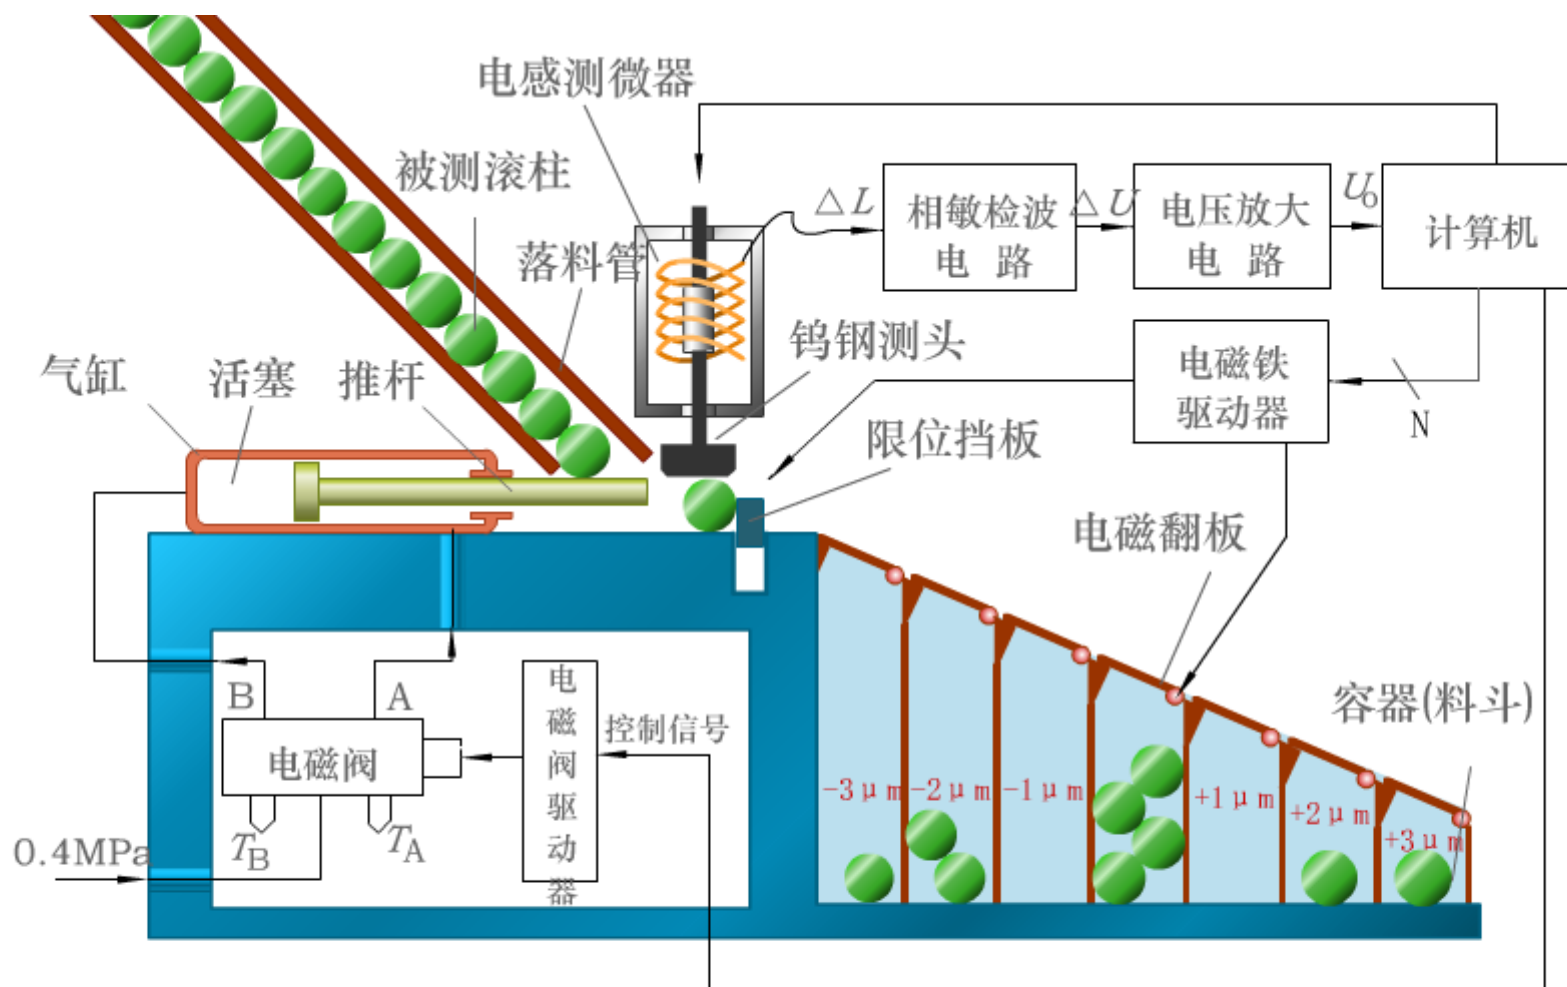 电感测微器
被测滚柱
落料管
△L
相敏检波
电 路
△U
电压放大
电 路
Uo
计算机
钨钢测头
气缸
活塞
推杆
电磁铁
驱动器
N
限位挡板
电磁翻板
容器(料斗)
B
A
电磁阀
电磁阀驱动器
控制信号
TB
TA
0.4MPa
-3μm
-2μm
-1μm
+1μm
+2μm
+3μm